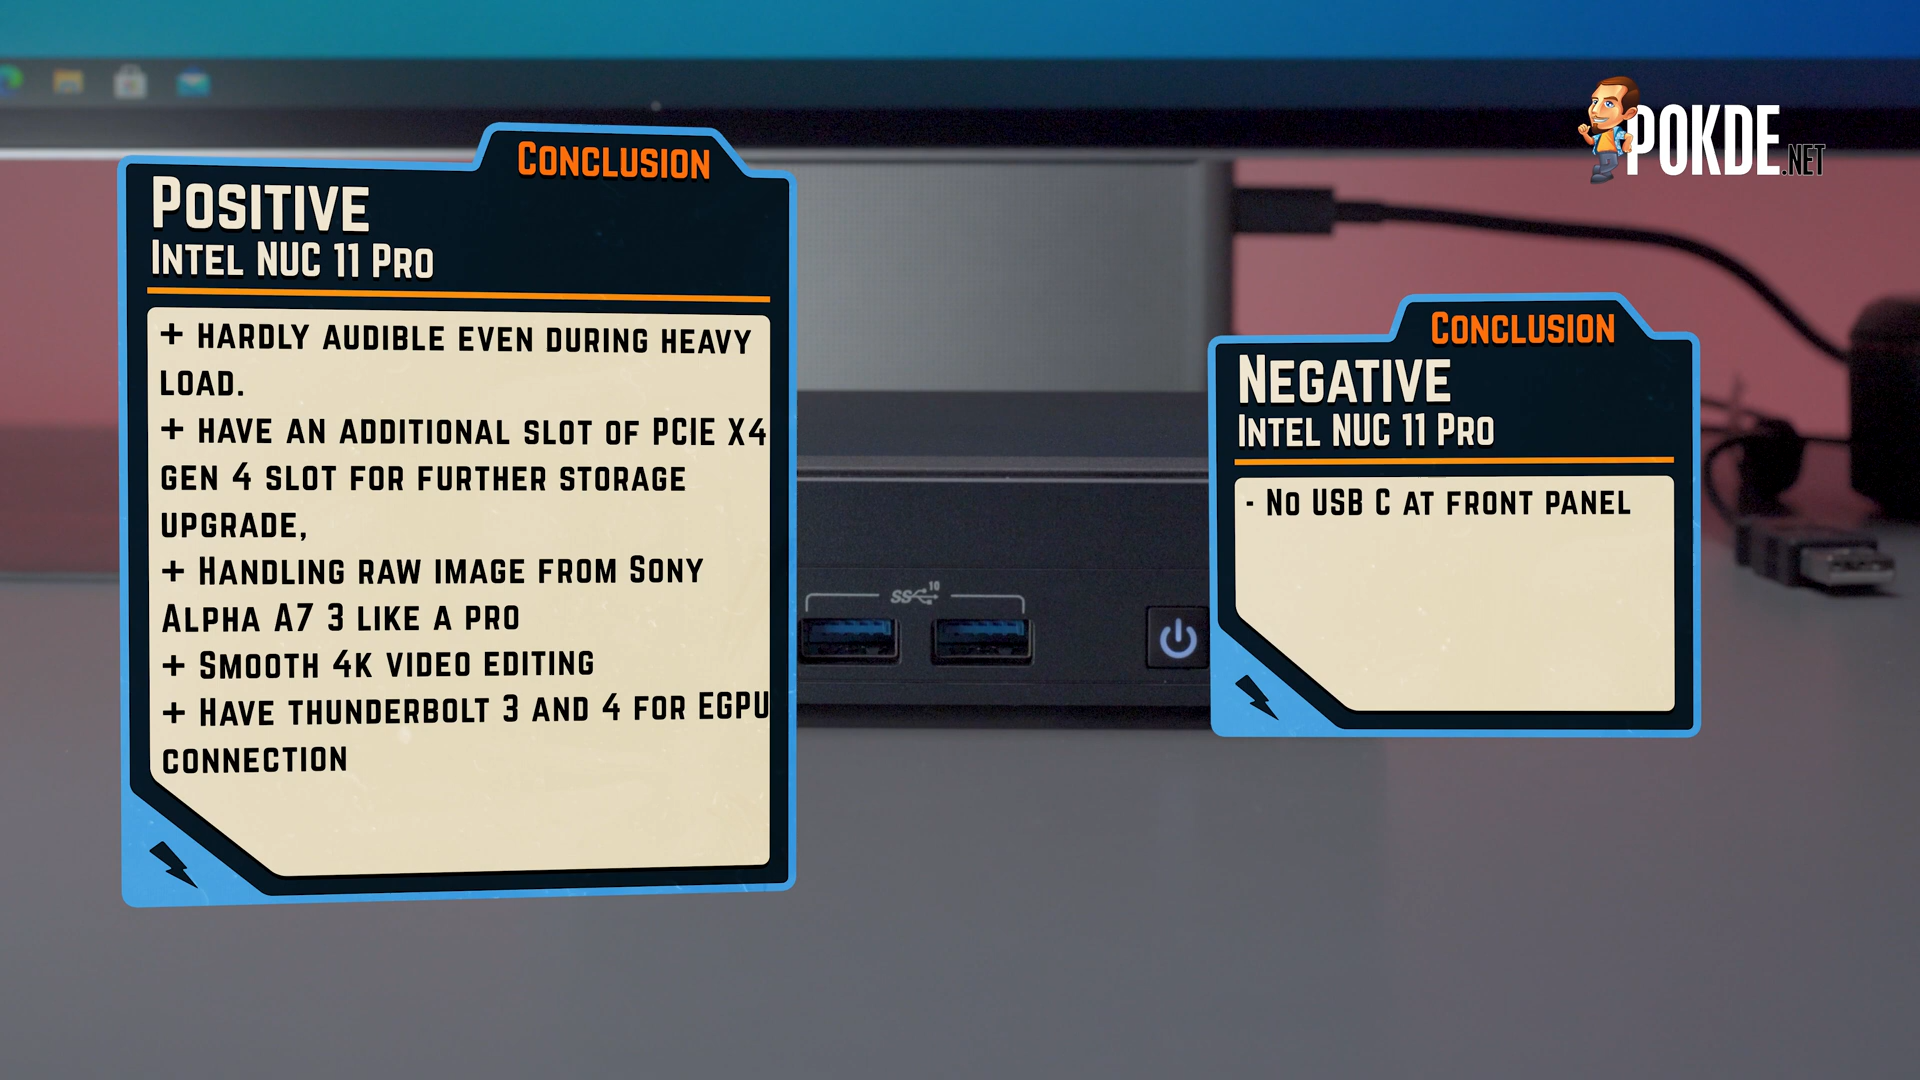 POKDE.NET
Conclusion
Positive
Intel NUC 11 Pro
+ hardly audible even during heavy
load.
+ have an additional slot of PCIe x4
gen 4 slot for further storage
upgrade,
+ Handling raw image from Sony
Alpha A7 3 like a pro
+ Smooth 4k video editing
+ Have thunderbolt 3 and 4 for eGPU
connection
Conclusion
Negative
Intel NUC 11 Pro
- No USB C at front panel
SS 10